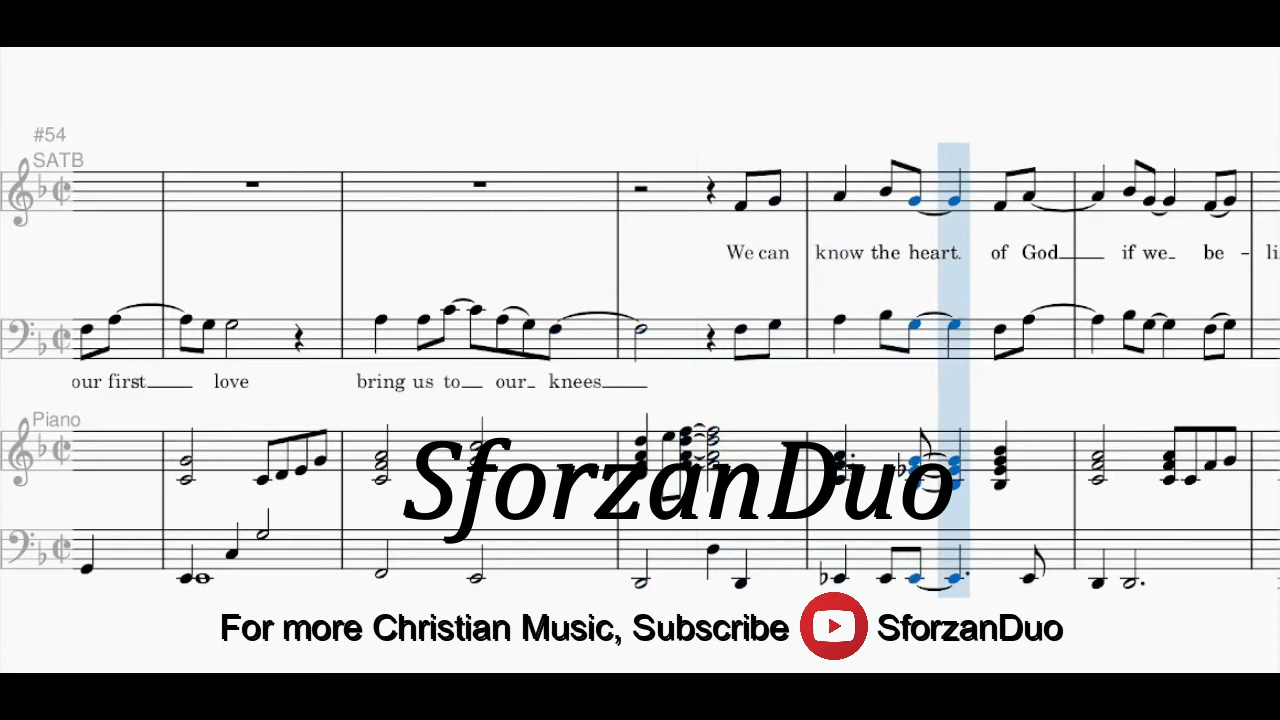 #54
SATB
We can know the heart. of God if we be - li
our first love bring us to our knees
Piano
SforzanDuo
For more Christian Music, Subscribe SforzanDuo